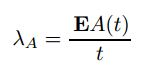 λ_A = \frac{\mathbf{E}A(t)}{t}